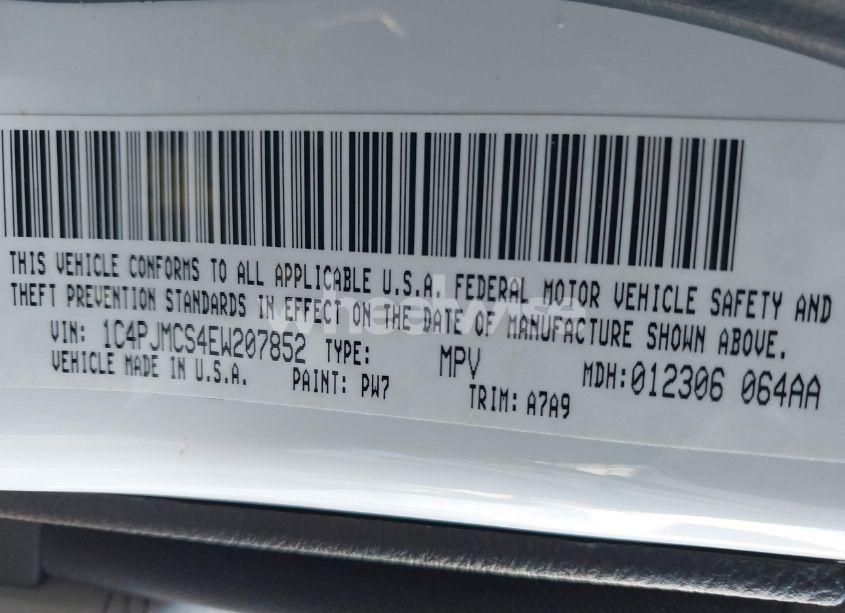 THIS VEHICLE CONFORMS TO ALL APPLICABLE U.S.A. FEDERAL MOTOR VEHICLE SAFETY AND
THEFT PREVENTION STANDARDS IN EFFECT ON THE DATE OF MANUFACTURE SHOWN ABOVE.
VIN: 1C4PJMCS4EW207852 TYPE: MPV MDH:012306 064AA
VEHICLE MADE IN U.S.A. PAINT: PW7 TRIM: A7A9
wheelwise